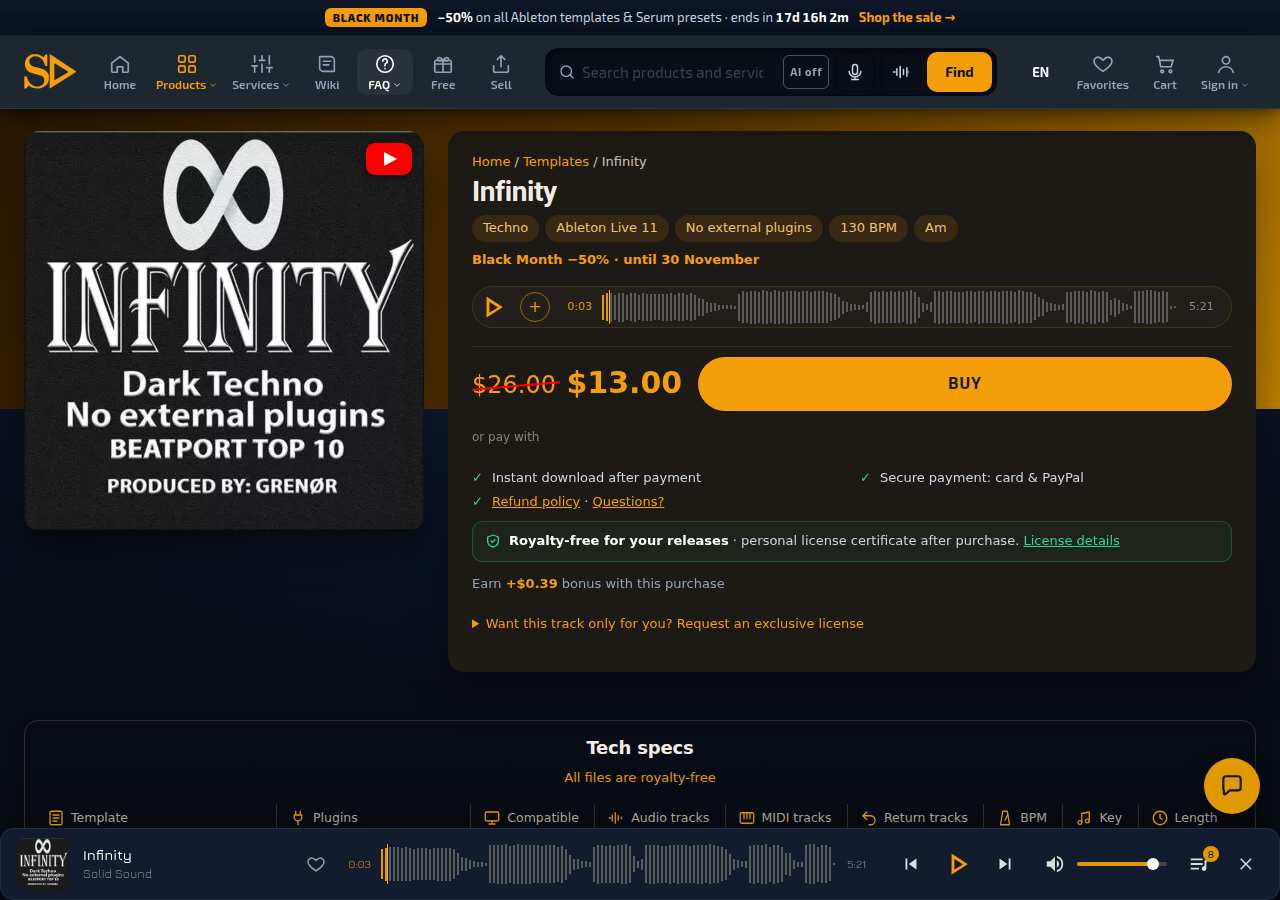 BLACK MONTH −50% on all Ableton templates & Serum presets · ends in 17d 16h 2m Shop the sale →
SD
Home
Products
Services
Wiki
FAQ
Free
Sell
Search products and servic
AI off
Find
EN
Favorites
Cart
Sign in
INFINITY
Dark Techno
No external plugins
BEATPORT TOP 10
PRODUCED BY: GRENØR
Home / Templates / Infinity
Infinity
Techno
Ableton Live 11
No external plugins
130 BPM
Am
Black Month −50% · until 30 November
+ 0:03 5:21
$26.00 $13.00 BUY
or pay with
✓ Instant download after payment
✓ Secure payment: card & PayPal
✓ Refund policy · Questions?
Royalty-free for your releases · personal license certificate after purchase. License details
Earn +$0.39 bonus with this purchase
Want this track only for you? Request an exclusive license
Tech specs
All files are royalty-free
Template
Plugins
Compatible
Audio tracks
MIDI tracks
Return tracks
BPM
Key
Length
INFINITY
Dark Techno
No external plugins
Infinity
Solid Sound
0:03
5:21
8